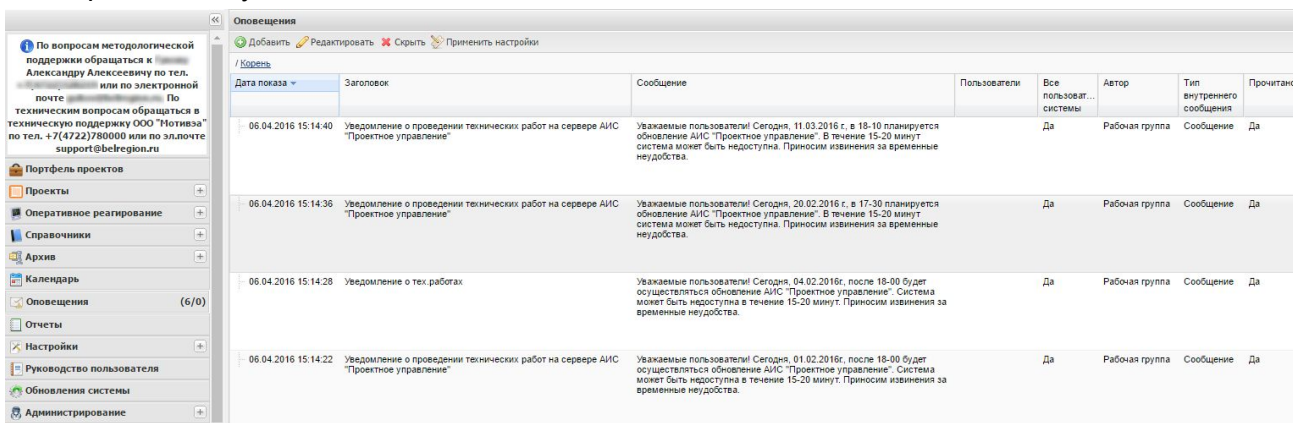 Оповещения
По вопросам методологической
поддержки обращаться к
Александру Алексеевичу по тел.
или по электронной
почте По
техническим вопросам обращаться в
техническую поддержку ООО "Мотивэа"
по тел. +7(4722)780000 или по эл.почте
support@belregion.ru
Портфель проектов
Проекты
Оперативное реагирование
Справочники
Архив
Календарь
Оповещения (6/0)
Отчеты
Настройки
Руководство пользователя
Обновления системы
Администрирование
Добавить Редактировать Скрыть Применить настройки
/ Корень
Дата показа Заголовок Сообщение Пользователи Все Автор Тип Прочитано
пользоват... внутреннего
системы сообщения
06.04.2016 15:14:40 Уведомление о проведении технических работ на сервере АИС Уважаемые пользователи! Сегодня, 11.03.2016 г., в 18-10 планируется Да Рабочая группа Сообщение Да
"Проектное управление" обновление АИС "Проектное управление". В течение 15-20 минут
система может быть недоступна. Приносим извинения за временные
неудобства.
06.04.2016 15:14:36 Уведомление о проведении технических работ на сервере АИС Уважаемые пользователи! Сегодня, 20.02.2016 г., в 17-30 планируется Да Рабочая группа Сообщение Да
"Проектное управление" обновление АИС "Проектное управление". В течение 15-20 минут
система может быть недоступна. Приносим извинения за временные
неудобства.
06.04.2016 15:14:28 Уведомление о тех.работах Уважаемые пользователи! Сегодня, 04.02.2016г., после 18-00 будет Да Рабочая группа Сообщение Да
осуществляться обновление АИС "Проектное управление". Система
может быть недоступна в течение 15-20 минут. Приносим извинения за
временные неудобства.
06.04.2016 15:14:22 Уведомление о проведении технических работ на сервере АИС Уважаемые пользователи! Сегодня, 01.02.2016г., после 18-00 будет Да Рабочая группа Сообщение Да
"Проектное управление" осуществляться обновление АИС "Проектное управление". Система
может быть недоступна в течение 15-20 минут. Приносим извинения за
временные неудобства.